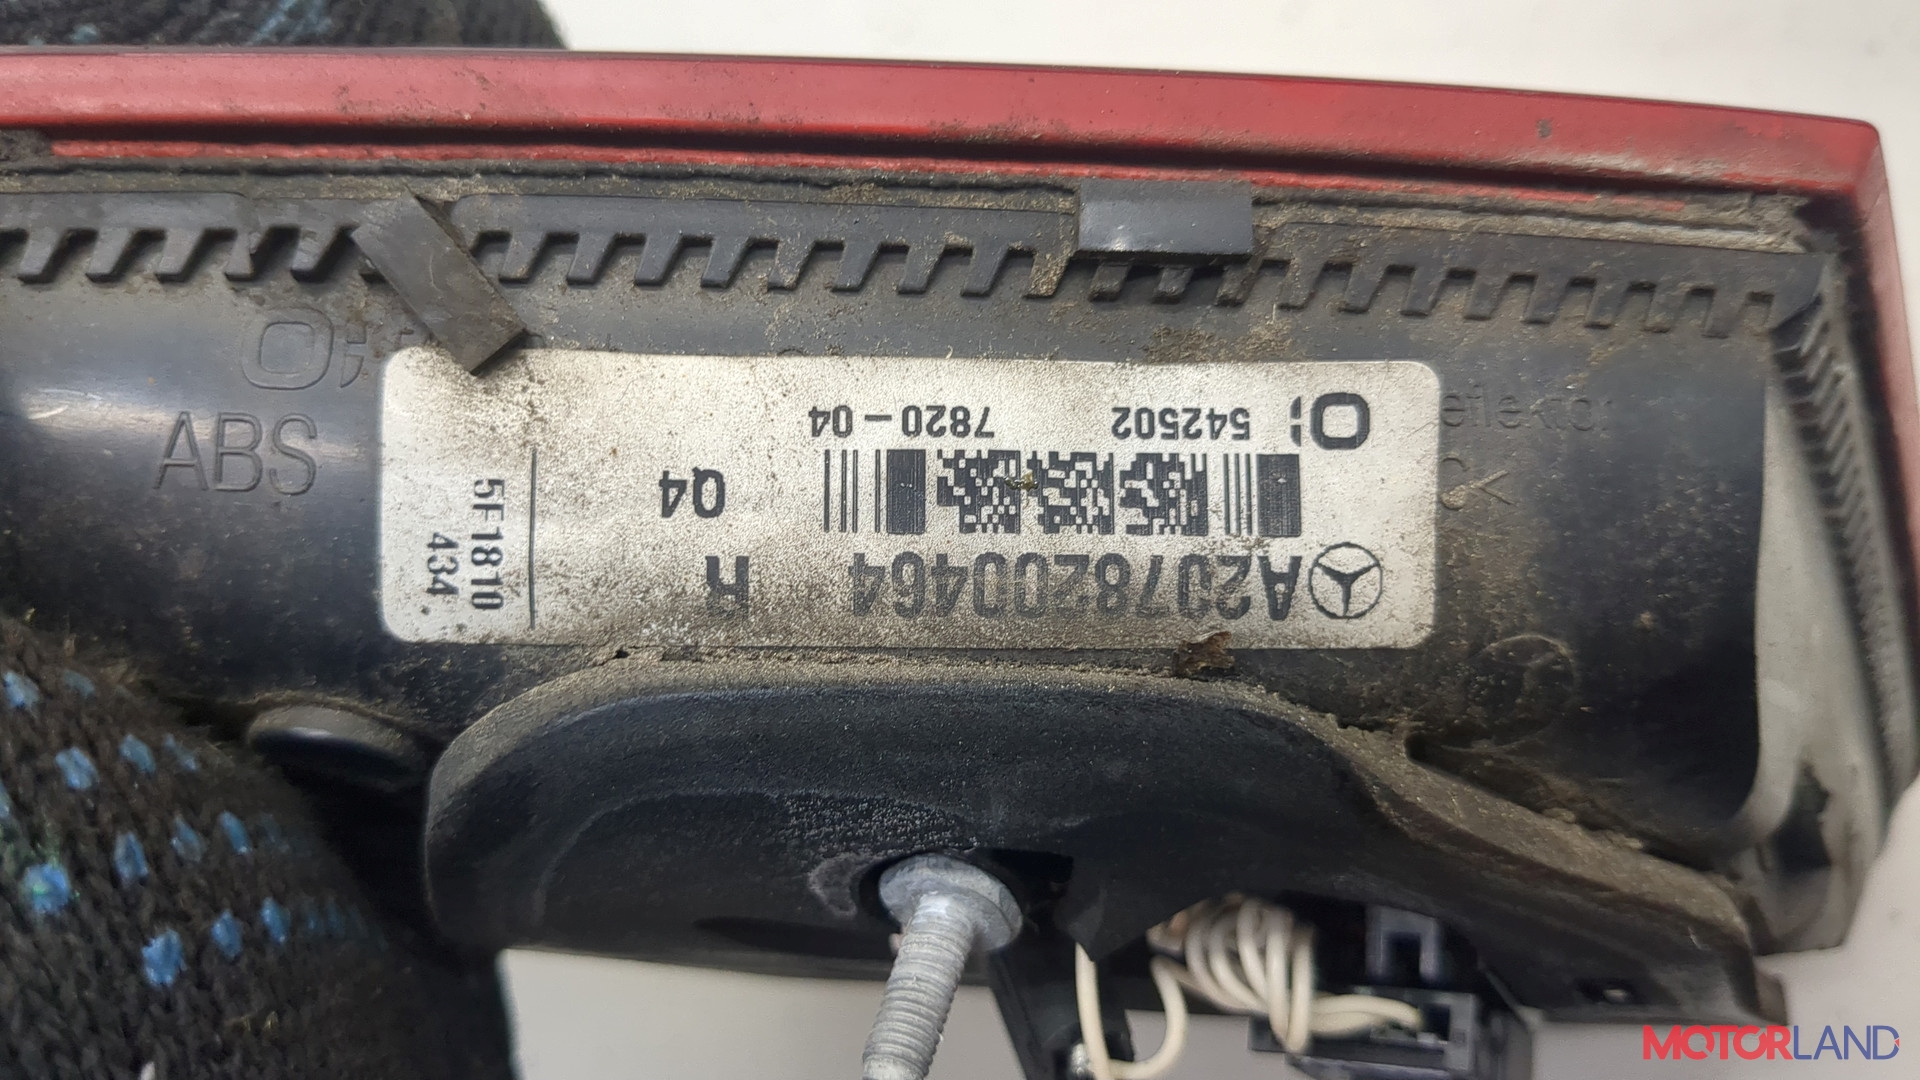 A2078200464 R
Q4
542502 7820-04
5F1810
434
ABS
MOTORLAND